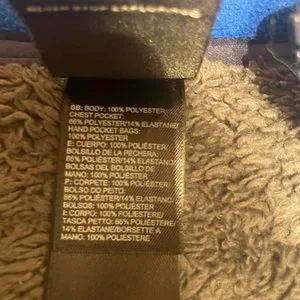 GB: BODY: 100% POLYESTER;
CHEST POCKET:
86% POLYESTER/14% ELASTANE/
HAND POCKET BAGS:
100% POLYESTER;
E: CUERPO: 100% POLIÉSTER/
BOLSILLO DE LA PECHERA:
86% POLIÉSTER/14% ELASTANE/
BOLSAS DEL BOLSILLO DE
MANO: 100% POLIÉSTER;
P: CORPETE: 100% POLIÉSTER
BOLSO DO PEITO:
86% POLIÉSTER/14% ELASTANE/
BOLSOS: 100% POLIÉSTER;
I: CORPO: 100% POLIESTERE/
TASCA PETTO: 86% POLIESTERE/
14% ELASTANE/BORSETTE A
MANO: 100% POLIESTERE